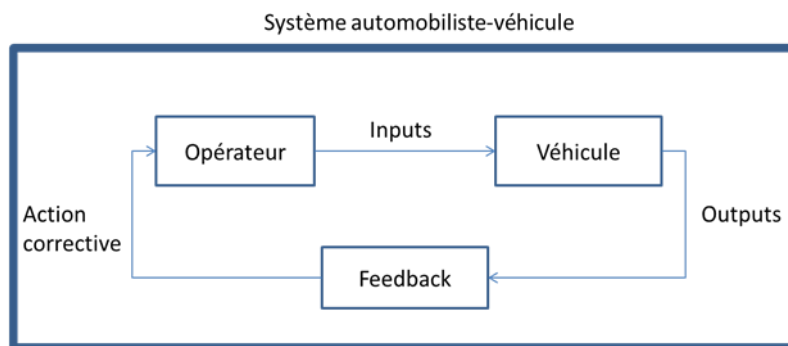 Système automobiliste-véhicule
Opérateur
Inputs
Véhicule
Action
corrective
Outputs
Feedback